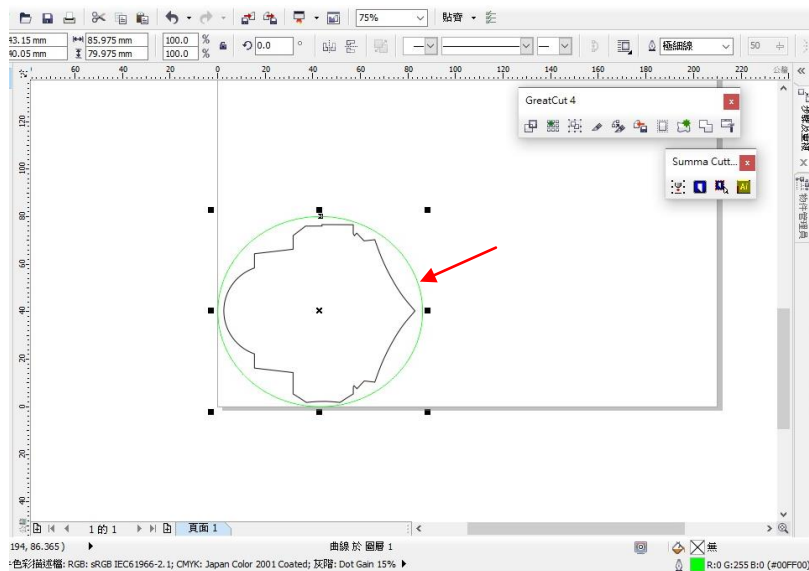 75%
貼齊
43.15 mm
85.975 mm
100.0 %
0.0 °
極細線
50
40.05 mm
79.975 mm
100.0 %
60 40 20 0 20 40 60 80 100 120 140 160 180 200 220 公釐
GreatCut 4
Summa Cutt...
AI
120
100
80
60
40
20
0
20
40
物件管理員
1 的 1
頁面 1
194, 86.365 )
曲線 於 圖層 1
無
色彩描述檔: RGB: sRGB IEC61966-2.1; CMYK: Japan Color 2001 Coated; 灰階: Dot Gain 15%
R:0 G:255 B:0 (#00FF00)